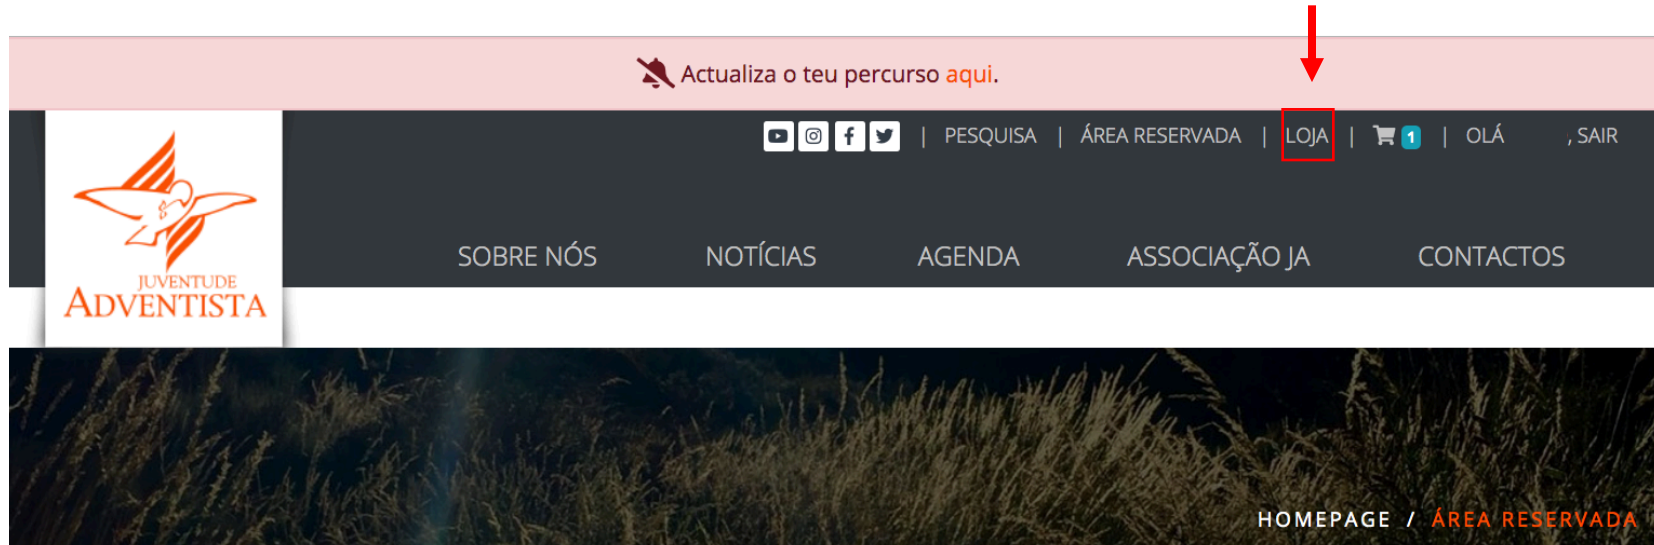 Actualiza o teu percurso aqui.
| PESQUISA | ÁREA RESERVADA | LOJA | 1 | OLÁ , SAIR
SOBRE NÓS NOTÍCIAS AGENDA ASSOCIAÇÃO JA CONTACTOS
JUVENTUDE
ADVENTISTA
HOMEPAGE / ÁREA RESERVADA